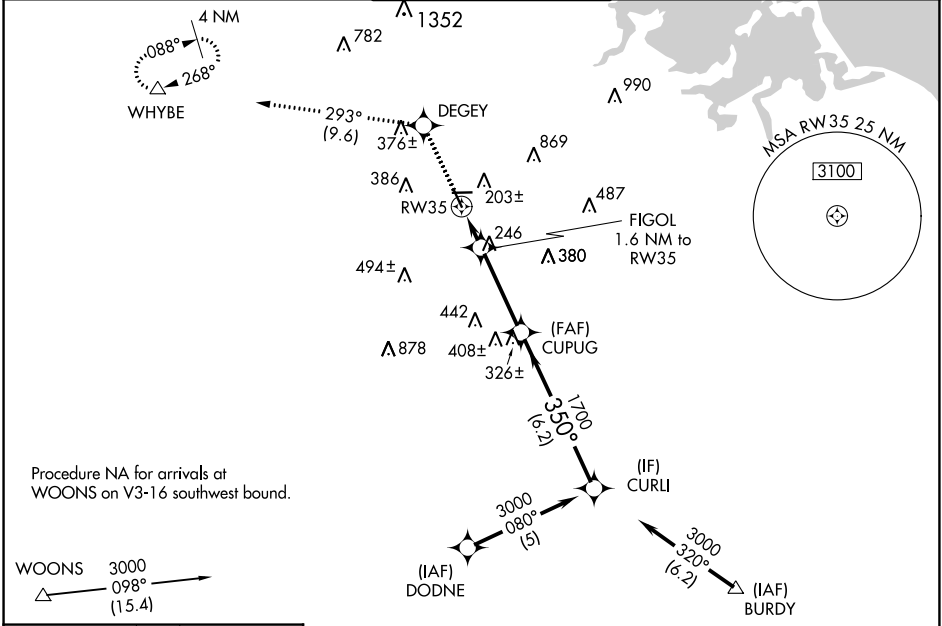 4 NM
088°
268°
WHYBE
1352
782
990
293°
(9.6)
DEGEY
376±
869
MSA RW35 25 NM
3100
386
203±
RW35
487
FIGOL
1.6 NM to
RW35
246
380
494±
442
(FAF)
CUPUG
878
408±
326±
1700
350°
(6.2)
Procedure NA for arrivals at
WOONS on V3-16 southwest bound.
(IF)
CURLI
3000
080°
(5)
3000
320°
(6.2)
WOONS
3000
098°
(15.4)
(IAF)
DODNE
(IAF)
BURDY